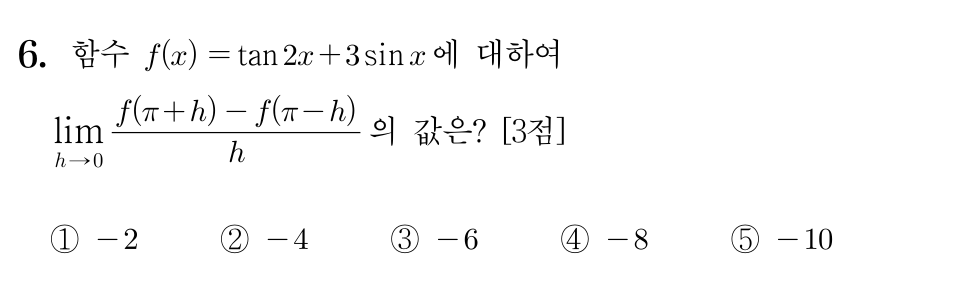 6. 함수 f(x) = tan 2x + 3 sin x 에 대하여
lim_{h→0} \frac{f(π+h) − f(π−h)}{h} 의 값은? [3점]
① −2 ② −4 ③ −6 ④ −8 ⑤ −10